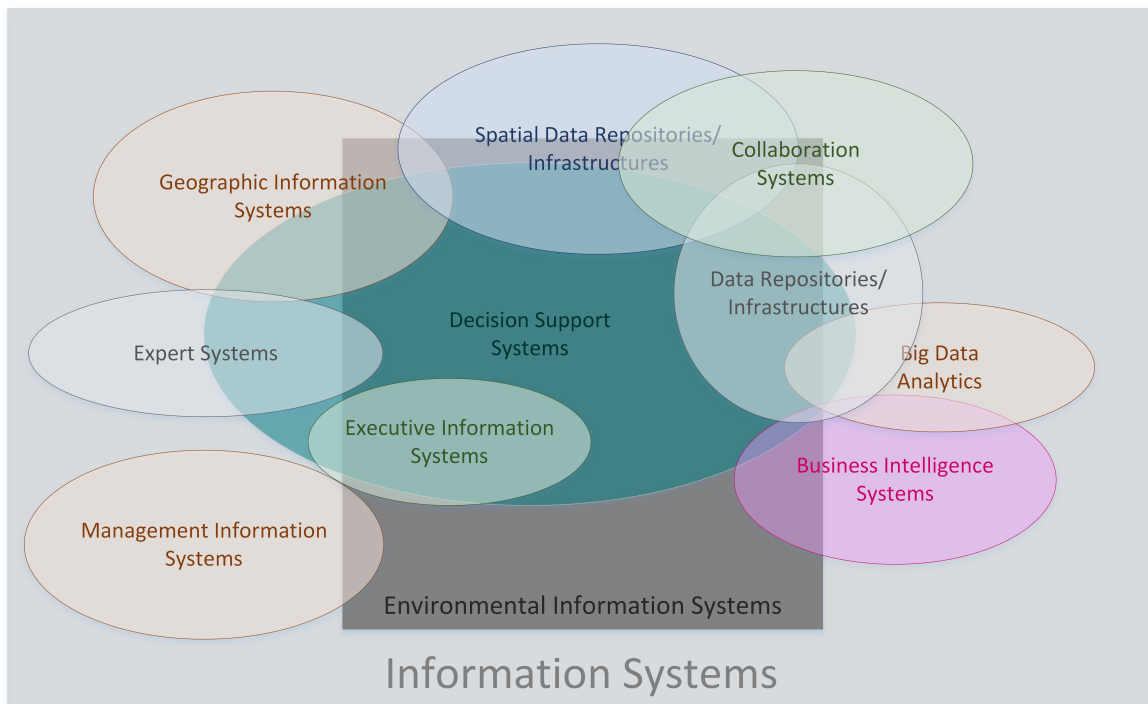 Spatial Data Repositories/
Infrastructures
Collaboration
Systems
Geographic Information
Systems
Data Repositories/
Infrastructures
Decision Support
Systems
Expert Systems
Big Data
Analytics
Executive Information
Systems
Business Intelligence
Systems
Management Information
Systems
Environmental Information Systems
Information Systems